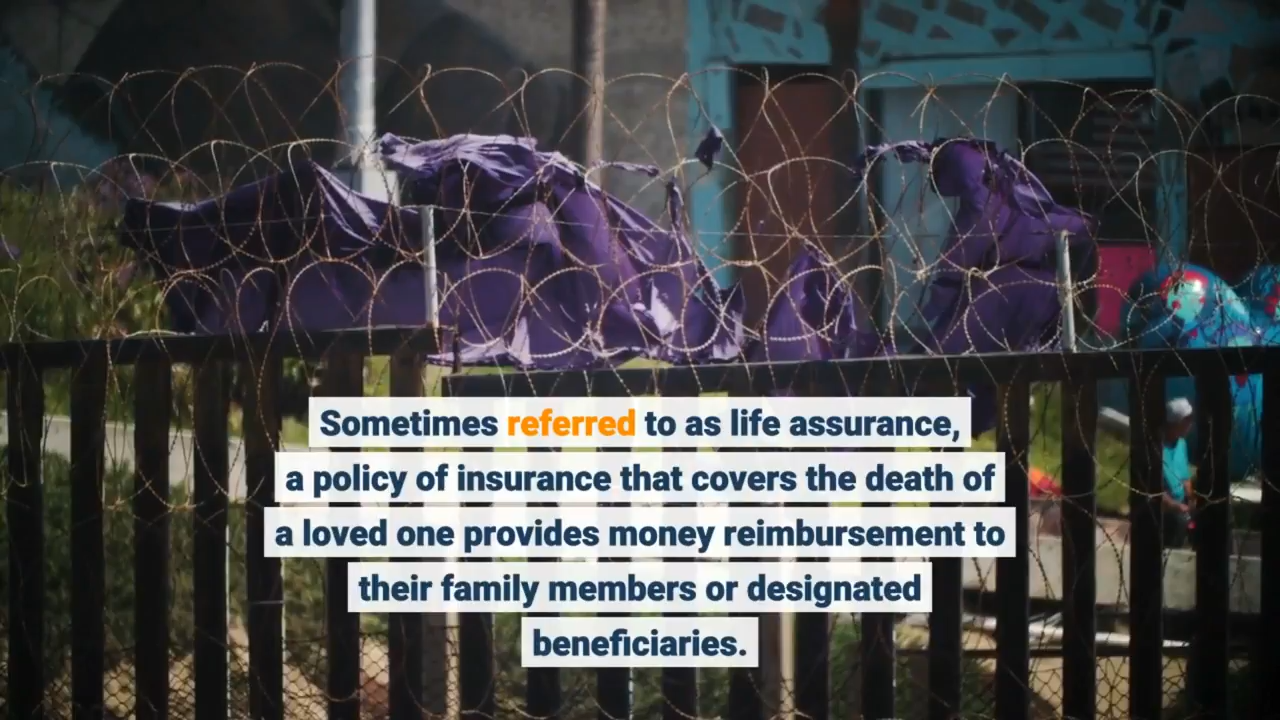 Sometimes referred to as life assurance,
a policy of insurance that covers the death of
a loved one provides money reimbursement to
their family members or designated
beneficiaries.